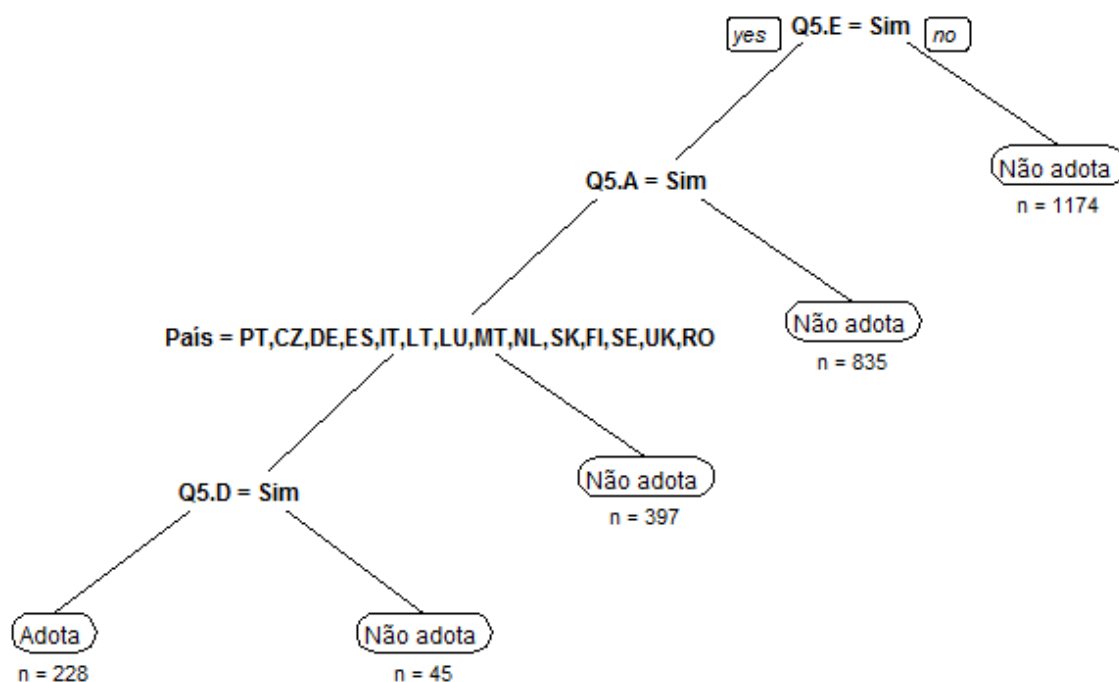 yes Q5.E = Sim no
Não adota
n = 1174
Q5.A = Sim
Não adota
n = 835
País = PT,CZ,DE,ES,IT,LT,LU,MT,NL,SK,FI,SE,UK,RO
Não adota
n = 397
Q5.D = Sim
Adota
n = 228
Não adota
n = 45